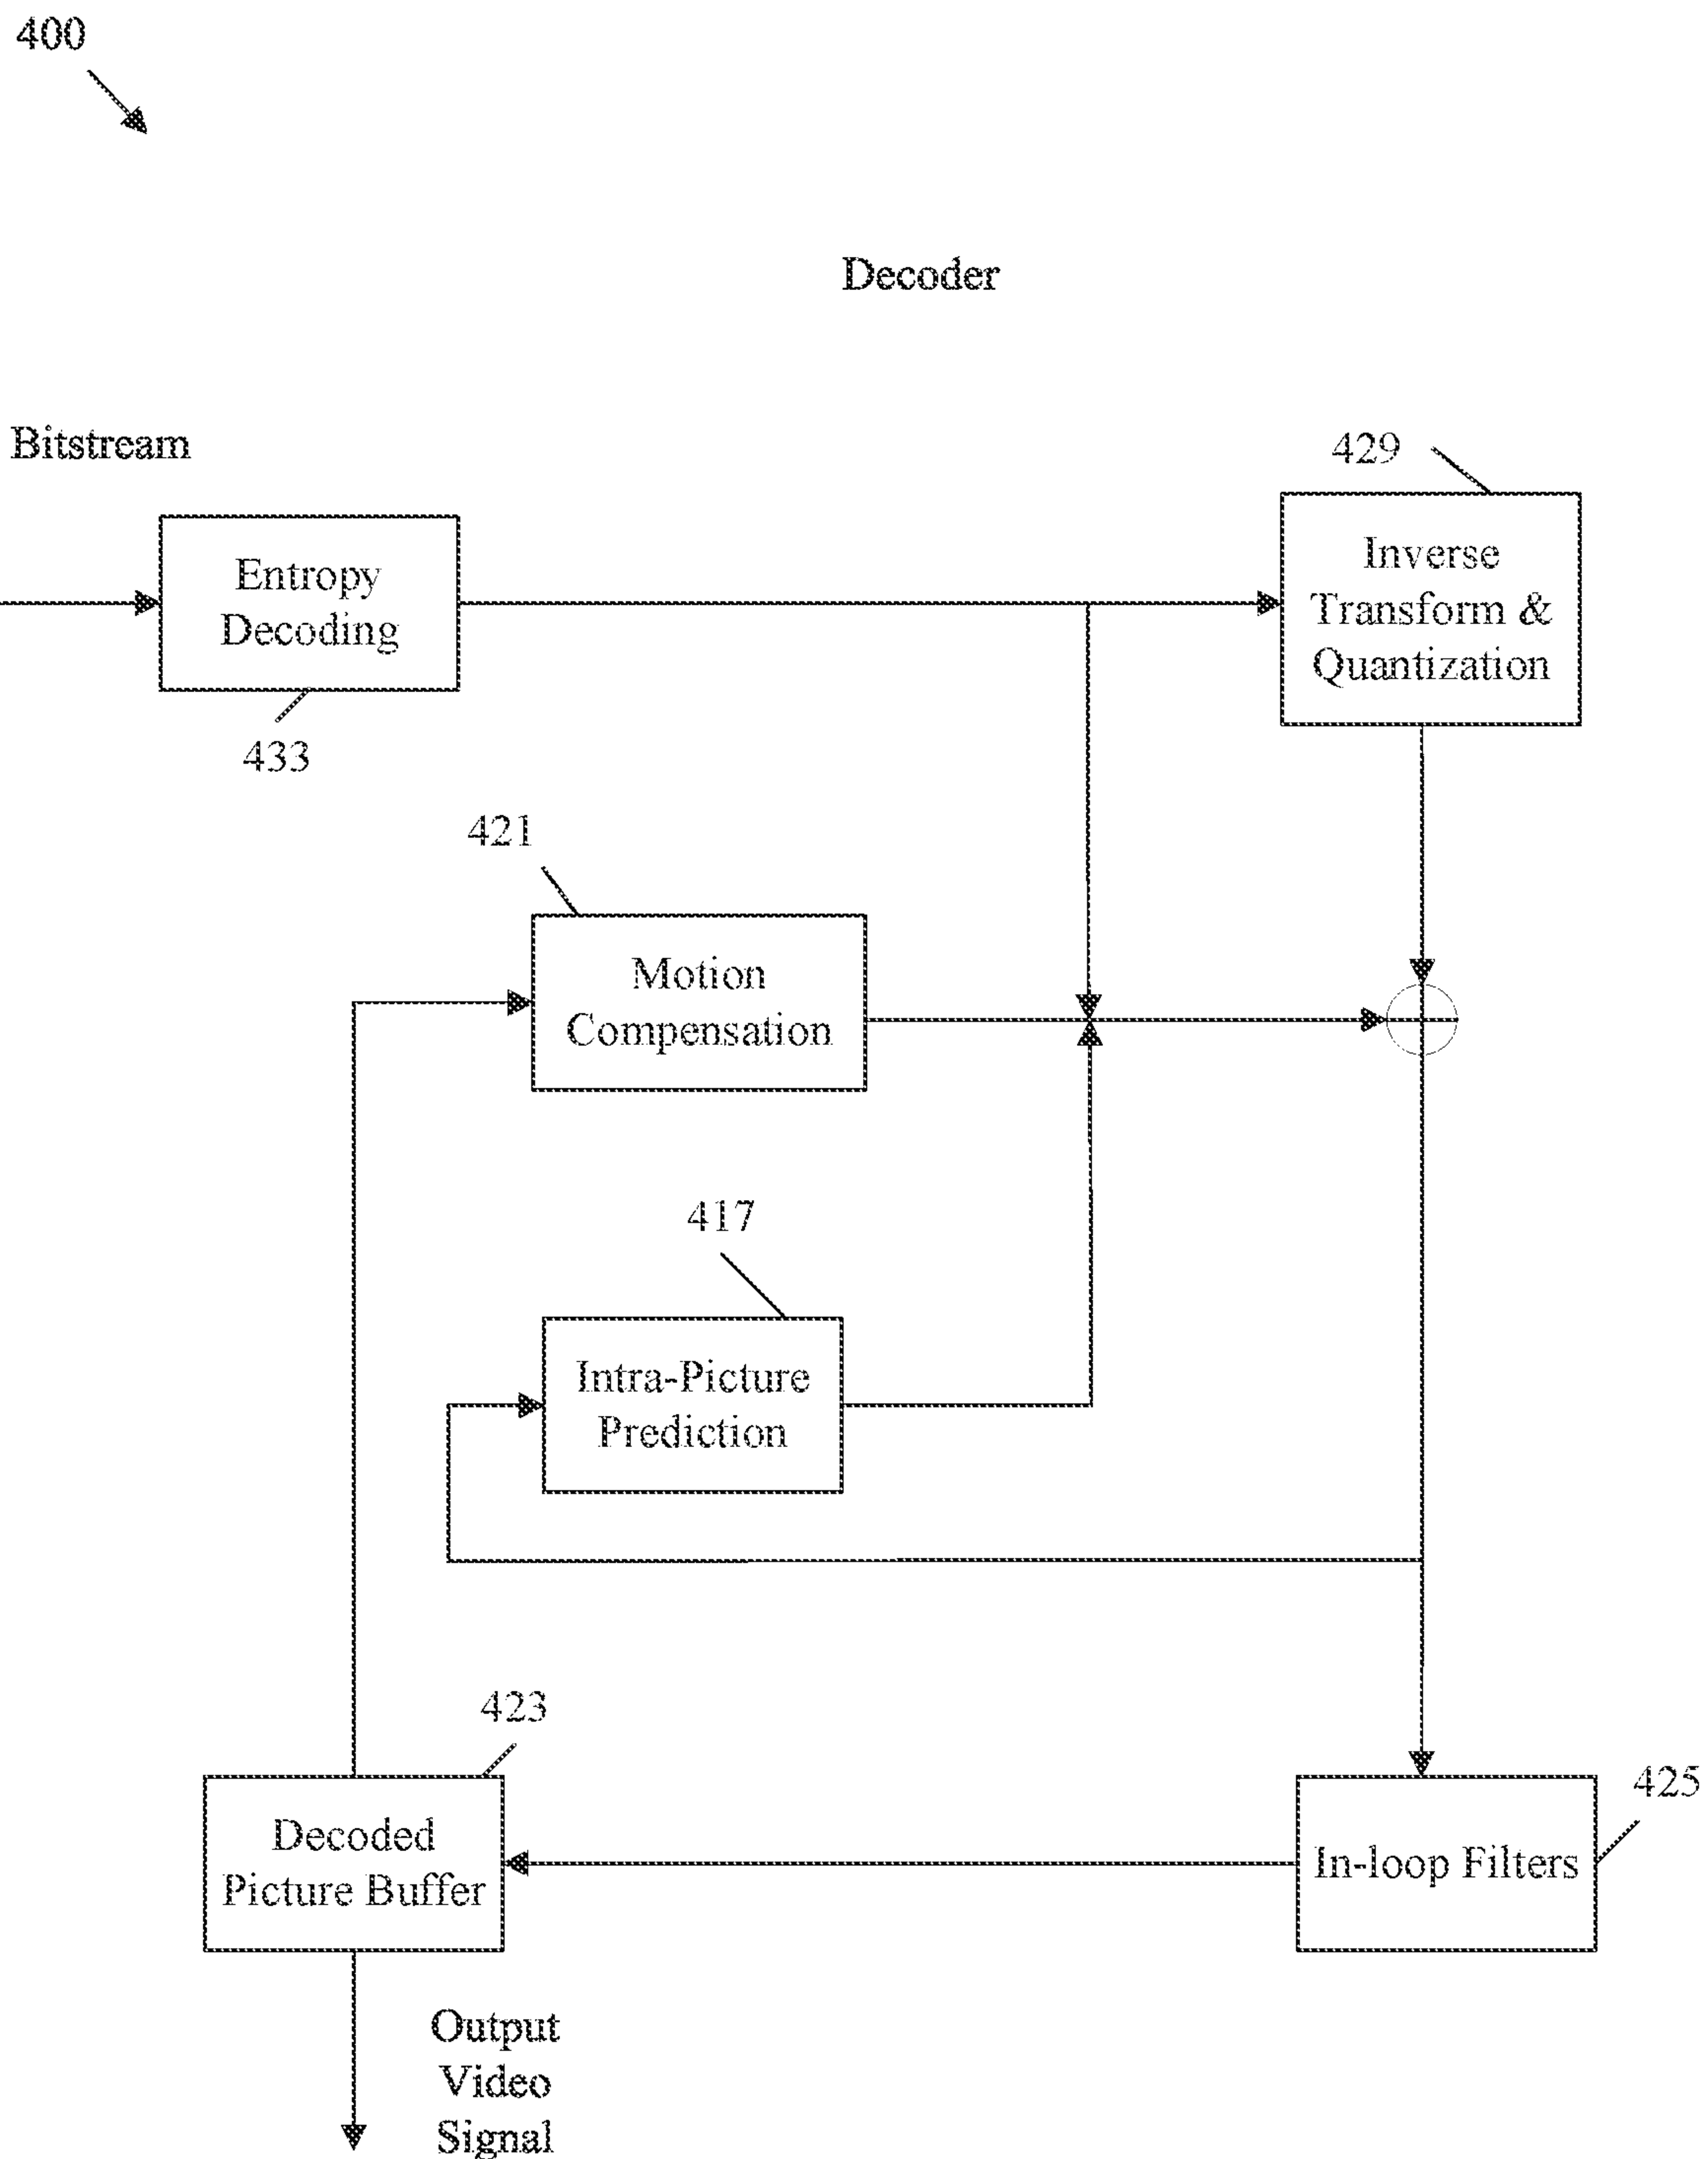 400
Decoder
Bitstream
429
Entropy
Decoding
Inverse
Transform &
Quantization
433
421
Motion
Compensation
417
Intra-Picture
Prediction
423
Decoded
Picture Buffer
425
In-loop Filters
Output
Video
Signal